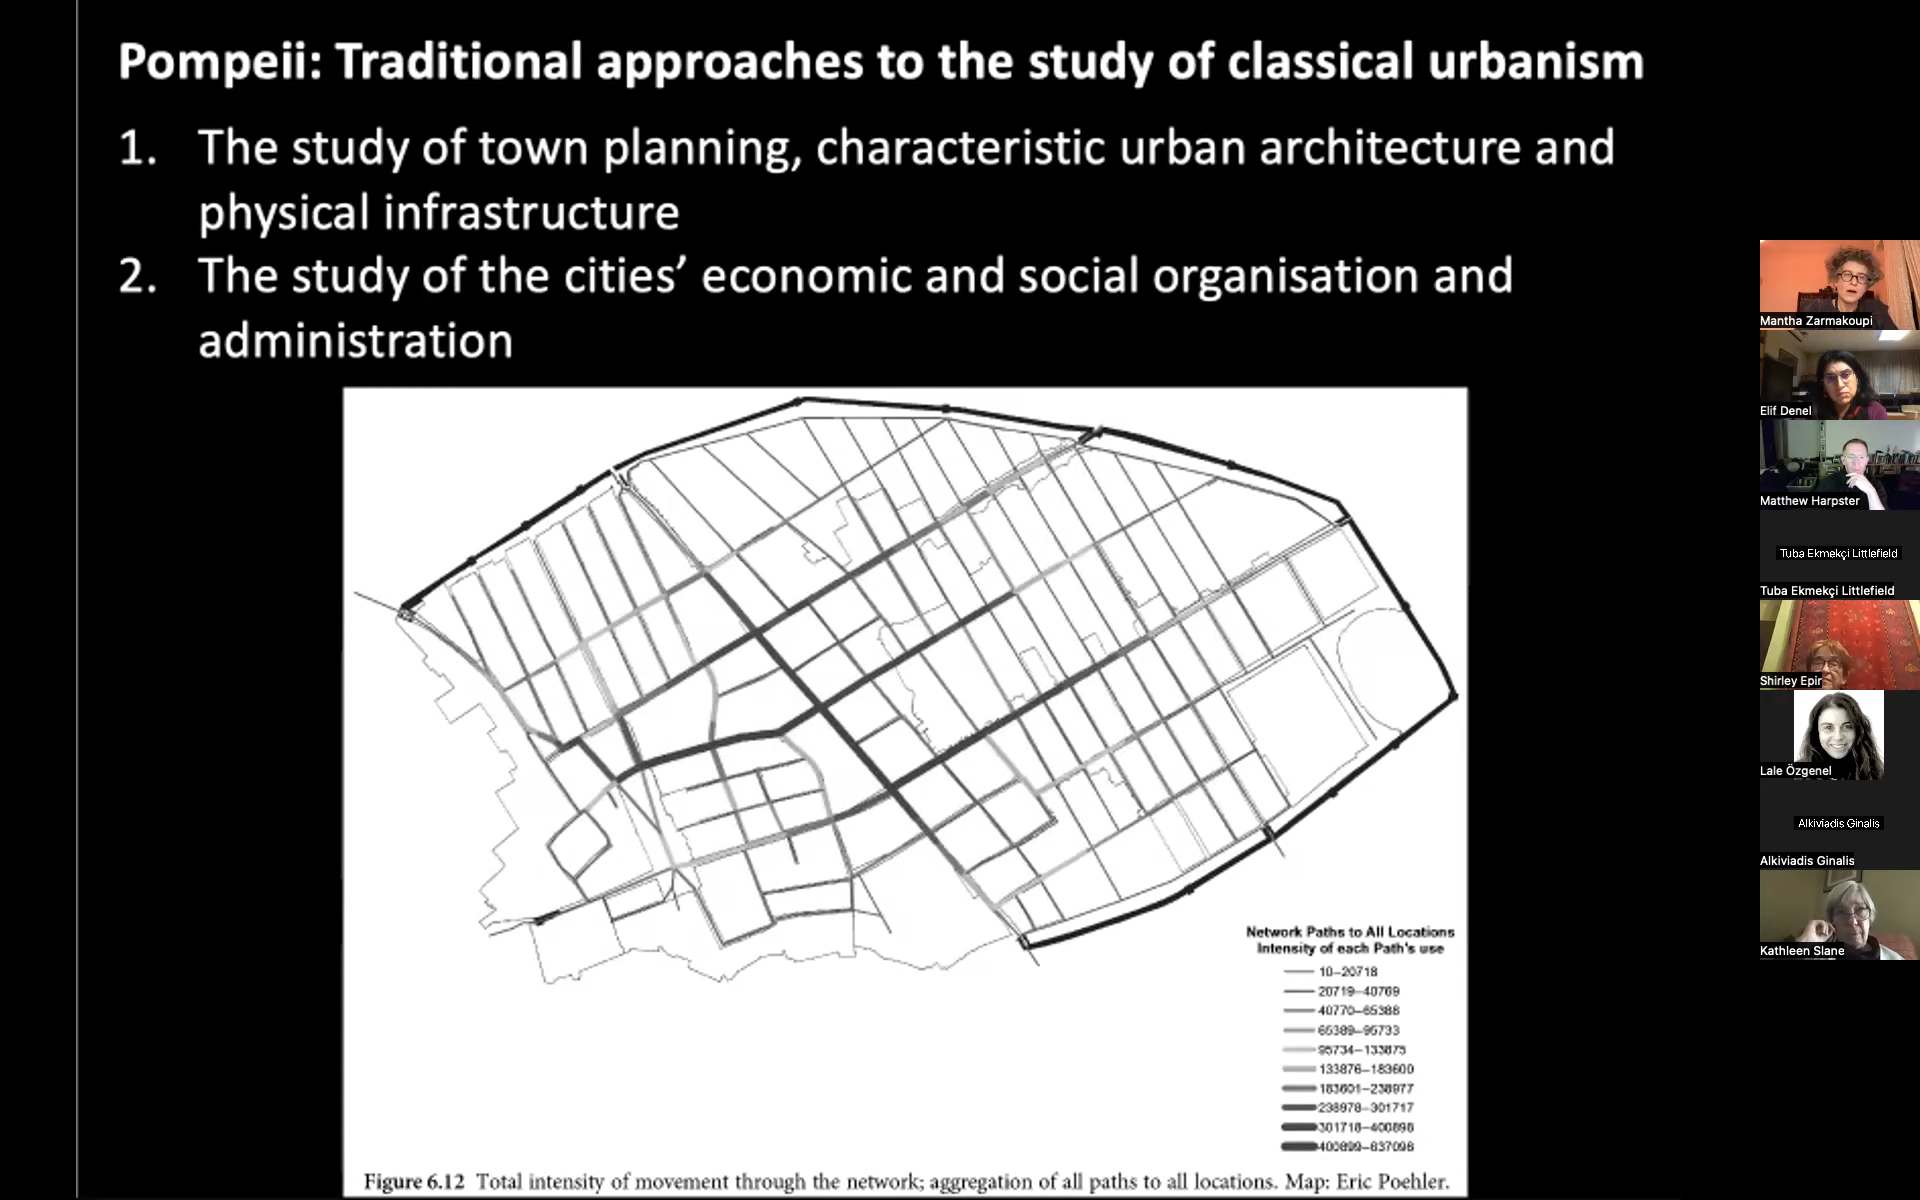 Pompeii: Traditional approaches to the study of classical urbanism
1. The study of town planning, characteristic urban architecture and
physical infrastructure
2. The study of the cities’ economic and social organisation and
administration
Network Paths to All Locations
Intensity of each Path's use
10–20718
20719–40769
40770–65388
65389–95733
95734–133875
133876–183600
183601–238977
238978–301717
301718–400898
400899–637096
Figure 6.12 Total intensity of movement through the network; aggregation of all paths to all locations. Map: Eric Poehler.
Mantha Zarmakoupi
Elif Denel
Matthew Harpster
Tuba Ekmekçi Littlefield
Tuba Ekmekçi Littlefield
Shirley Epir
Lale Özgenel
Alkiviadis Ginalis
Alkiviadis Ginalis
Kathleen Slane